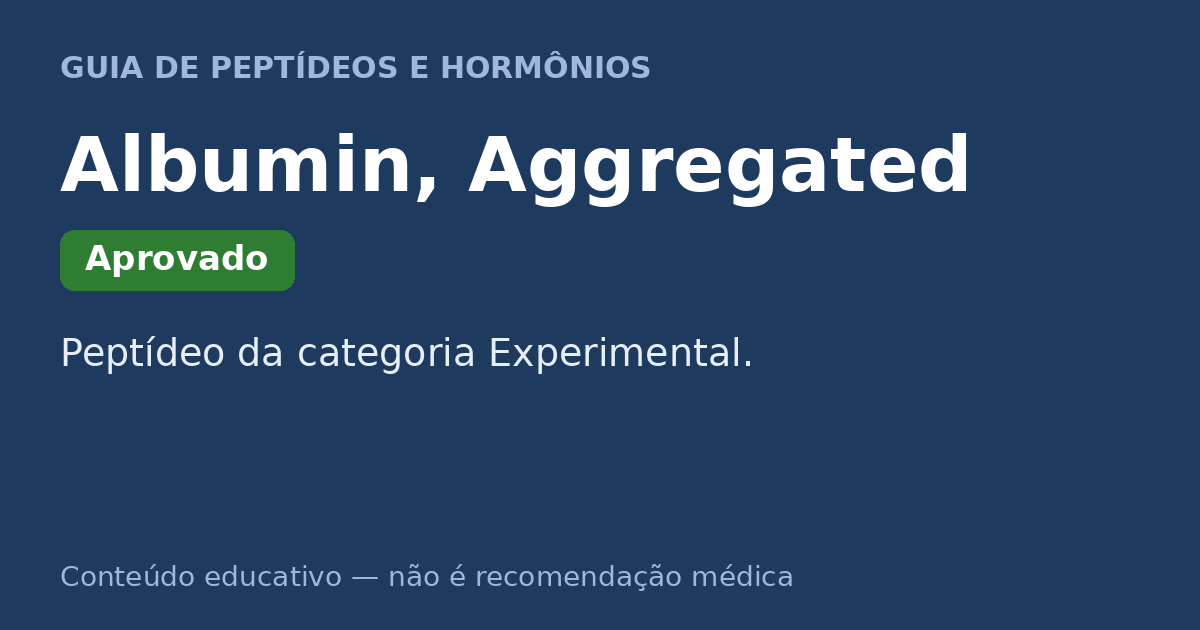 GUIA DE PEPTÍDEOS E HORMÔNIOS
Albumin, Aggregated
Aprovado
Peptídeo da categoria Experimental.
Conteúdo educativo — não é recomendação médica